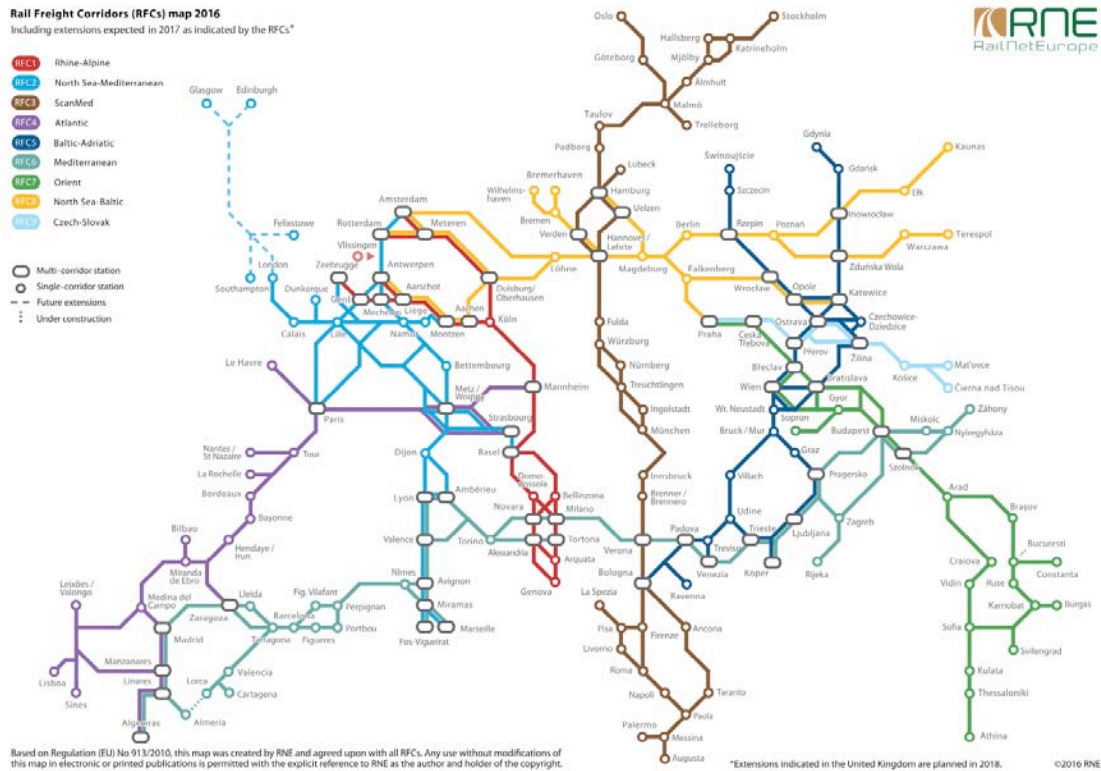 Rail Freight Corridors (RFCs) map 2016
Including extensions expected in 2017 as indicated by the RFCs*
RNE
RailNetEurope
RFC1 Rhine-Alpine
RFC2 North Sea-Mediterranean
RFC3 ScanMed
RFC4 Atlantic
RFC5 Baltic-Adriatic
RFC6 Mediterranean
RFC7 Orient
RFC8 North Sea-Baltic
RFC9 Czech-Slovak
Multi-corridor station
Single-corridor station
Future extensions
Under construction
Oslo
Stockholm
Hallsberg
Katrineholm
Göteborg
Mjölby
Älmhult
Malmö
Glasgow
Edinburgh
Taulov
Trelleborg
Padborg
Gdynia
Kaunas
Lübeck
Świnoujście
Gdańsk
Bremerhaven
Wilhelms-
haven
Hamburg
Szczecin
Ełk
Amsterdam
Bremen
Uelzen
Inowrocław
Felixstowe
Rotterdam
Meteren
Verden
Hannover /
Lehrte
Berlin
Rzepin
Poznań
Warszawa
Terespol
Vlissingen
Zeebrugge
Antwerpen
Löhne
Magdeburg
Zduńska Wola
London
Southampton
Dunkerque
Gent
Aarschot
Duisburg/
Oberhausen
Falkenberg
Wrocław
Opole
Katowice
Mechelen
Liège
Aachen
Calais
Lille
Namur
Montzen
Köln
Fulda
Praha
Ceska
Třebova
Ostrava
Czechowice-
Dziedzice
Würzburg
Přerov
Žilina
Le Havre
Bettembourg
Nürnberg
Břeclav
Košice
Maťovce
Metz /
Woippy
Mannheim
Treuchtlingen
Wien
Bratislava
Čierna nad Tisou
Paris
Strasbourg
Ingolstadt
Wr. Neustadt
Gyor
Sopron
Miskolc
Záhony
München
Bruck / Mur
Budapest
Nyíregyháza
Nantes /
St Nazaire
Tour
Dijon
Basel
Graz
Szolnok
La Rochelle
Domo-
dossola
Innsbruck
Villach
Pragersko
Bordeaux
Lyon
Ambérieu
Bellinzona
Brenner /
Brennero
Arad
Brașov
Bayonne
Novara
Milano
Udine
Zagreb
Bilbao
Hendaye /
Irun
Valence
Torino
Alessandria
Tortona
Verona
Padova
Treviso
Trieste
Ljubljana
Bucuresti
Miranda
de Ebro
Arquata
Venezia
Koper
Rijeka
Craiova
Constanta
Leixões /
Valongo
Nîmes
Avignon
Genova
Bologna
Ravenna
Vidin
Ruse
Medina del
Campo
Lleida
Fig. Vilafant
Perpignan
Miramas
La Spezia
Karnobat
Burgas
Zaragoza
Barcelona
Madrid
Tarragona
Figueres
Portbou
Fos-Vigueirat
Marseille
Pisa
Firenze
Ancona
Sofia
Livorno
Svilengrad
Manzanares
Valencia
Roma
Kulata
Lisboa
Linares
Lorca
Cartagena
Napoli
Taranto
Thessaloniki
Sines
Almería
Paola
Algeciras
Palermo
Messina
Athina
Augusta
Based on Regulation (EU) No 913/2010, this map was created by RNE and agreed upon with all RFCs. Any use without modifications of
this map in electronic or printed publications is permitted with the explicit reference to RNE as the author and holder of the copyright.
*Extensions indicated in the United Kingdom are planned in 2018.
©2016 RNE